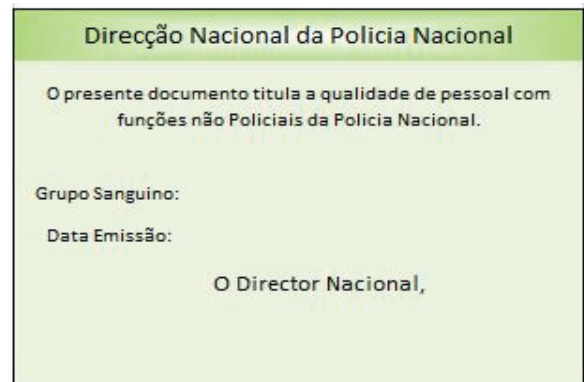 Direcção Nacional da Policia Nacional
O presente documento titula a qualidade de pessoal com
funções não Policiais da Policia Nacional.
Grupo Sanguino:
Data Emissão:
O Director Nacional,